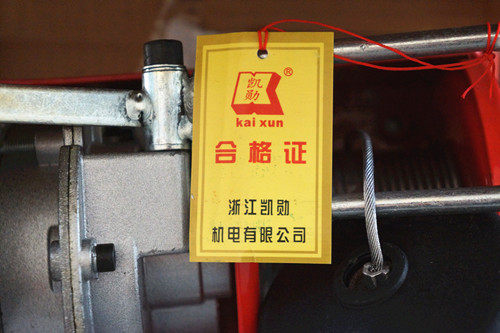 凯
勋
®
kai xun
合格证
浙江凯勋
机电有限公司